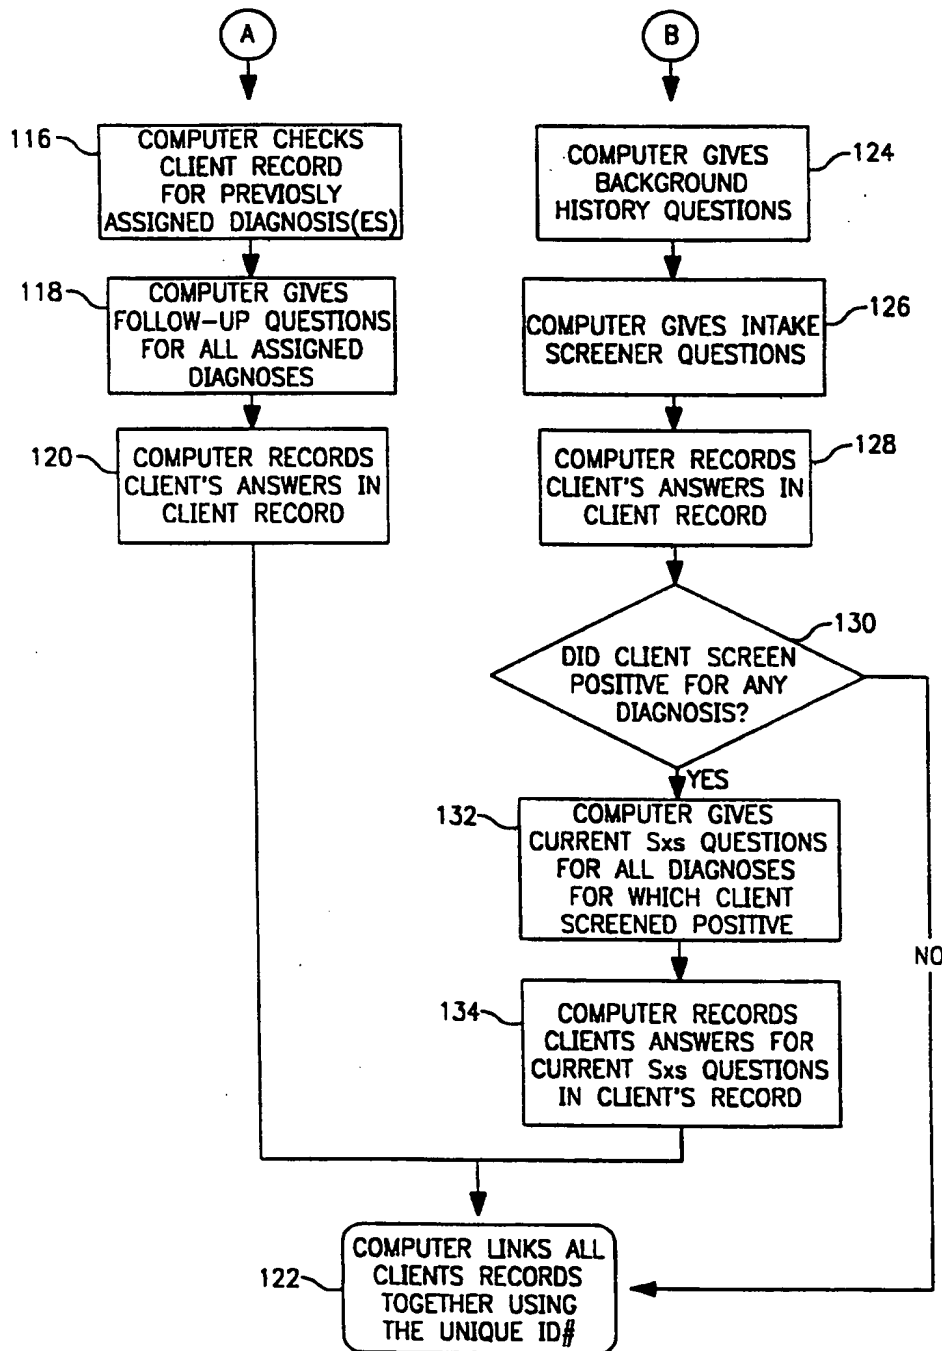 A
116
COMPUTER CHECKS
CLIENT RECORD
FOR PREVIOSLY
ASSIGNED DIAGNOSIS(ES)
118
COMPUTER GIVES
FOLLOW-UP QUESTIONS
FOR ALL ASSIGNED
DIAGNOSES
120
COMPUTER RECORDS
CLIENT'S ANSWERS IN
CLIENT RECORD
B
124
COMPUTER GIVES
BACKGROUND
HISTORY QUESTIONS
126
COMPUTER GIVES INTAKE
SCREENER QUESTIONS
128
COMPUTER RECORDS
CLIENT'S ANSWERS IN
CLIENT RECORD
130
DID CLIENT SCREEN
POSITIVE FOR ANY
DIAGNOSIS?
YES
132
COMPUTER GIVES
CURRENT Sxs QUESTIONS
FOR ALL DIAGNOSES
FOR WHICH CLIENT
SCREENED POSITIVE
NO
134
COMPUTER RECORDS
CLIENTS ANSWERS FOR
CURRENT Sxs QUESTIONS
IN CLIENT'S RECORD
122
COMPUTER LINKS ALL
CLIENTS RECORDS
TOGETHER USING
THE UNIQUE ID#